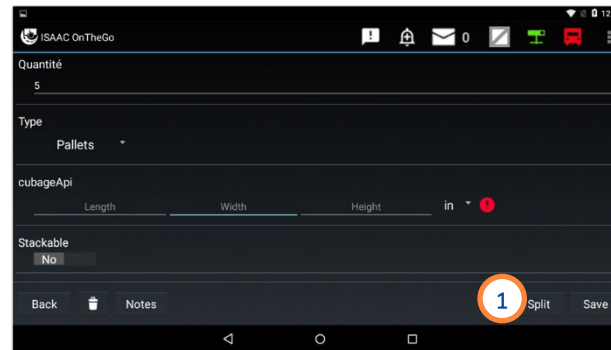 12
ISAAC OnTheGo
0
Quantité
5
Type
Pallets
cubageApi
Length Width Height in
Stackable
No
Back Notes 1 Split Save